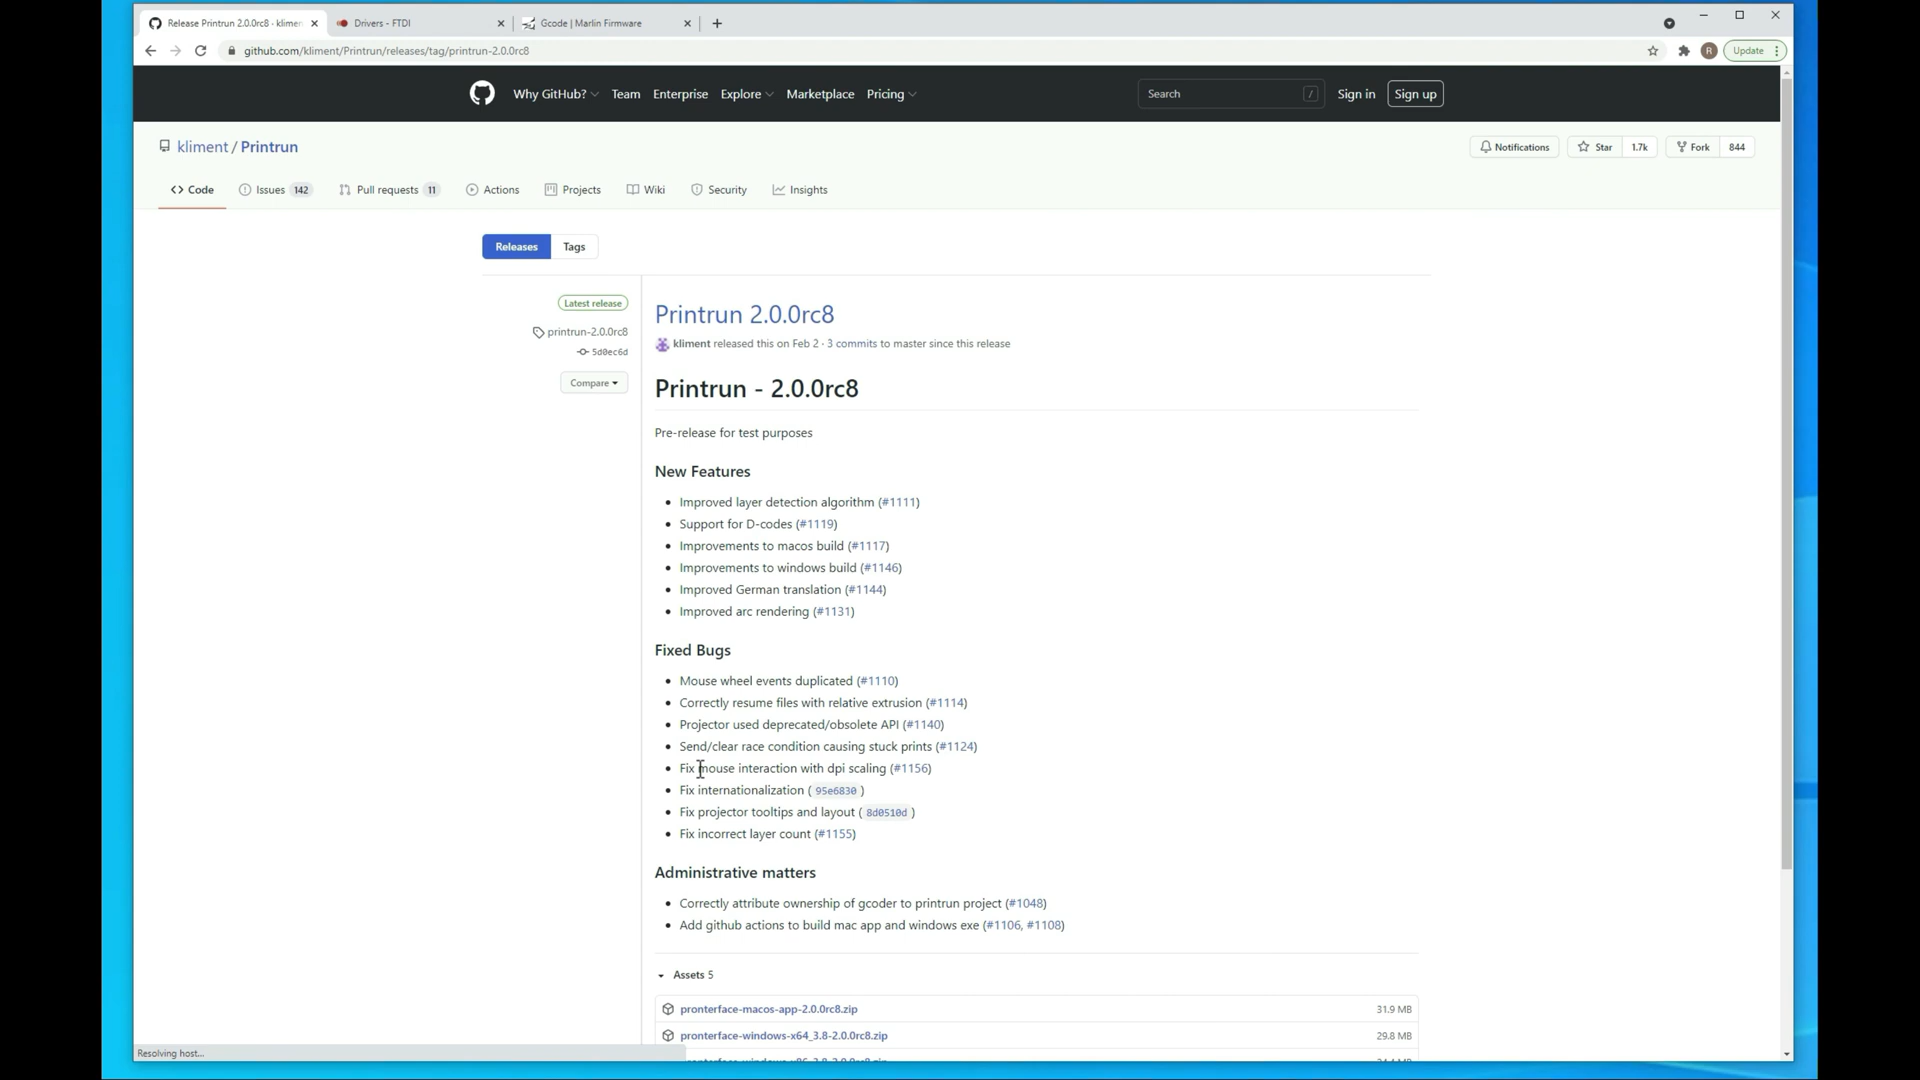 Release Printrun 2.0.0rc8 · klimen
Drivers - FTDI
Gcode | Marlin Firmware
github.com/kliment/Printrun/releases/tag/printrun-2.0.0rc8
R
Update
Why GitHub?
Team
Enterprise
Explore
Marketplace
Pricing
Search
/
Sign in
Sign up
kliment / Printrun
Notifications
Star
1.7k
Fork
844
Code
Issues 142
Pull requests 11
Actions
Projects
Wiki
Security
Insights
Releases
Tags
Latest release
printrun-2.0.0rc8
5d0ec6d
Compare
Printrun 2.0.0rc8
kliment released this on Feb 2 · 3 commits to master since this release
Printrun - 2.0.0rc8
Pre-release for test purposes
New Features
Improved layer detection algorithm (#1111)
Support for D-codes (#1119)
Improvements to macos build (#1117)
Improvements to windows build (#1146)
Improved German translation (#1144)
Improved arc rendering (#1131)
Fixed Bugs
Mouse wheel events duplicated (#1110)
Correctly resume files with relative extrusion (#1114)
Projector used deprecated/obsolete API (#1140)
Send/clear race condition causing stuck prints (#1124)
Fix mouse interaction with dpi scaling (#1156)
Fix internationalization ( 95e6830 )
Fix projector tooltips and layout ( 8d0510d )
Fix incorrect layer count (#1155)
Administrative matters
Correctly attribute ownership of gcoder to printrun project (#1048)
Add github actions to build mac app and windows exe (#1106, #1108)
Assets 5
pronterface-macos-app-2.0.0rc8.zip
31.9 MB
pronterface-windows-x64_3.8-2.0.0rc8.zip
29.8 MB
Resolving host...